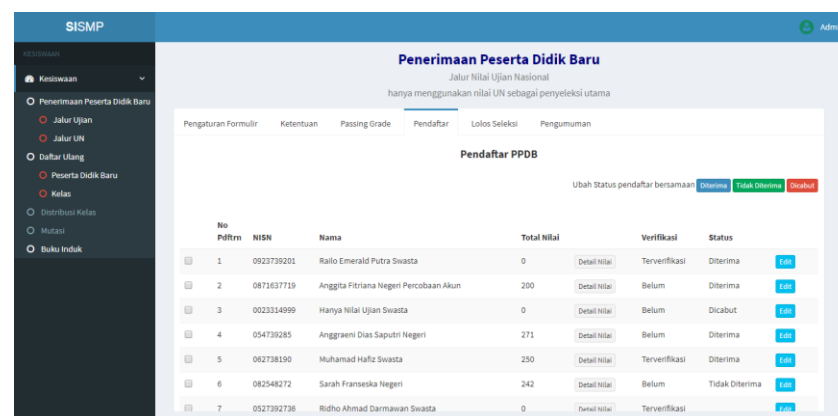 SISMP
Adm
KESISWAAN
Kesiswaan
Penerimaan Peserta Didik Baru
Jalur Ujian
Jalur UN
Daftar Ulang
Peserta Didik Baru
Kelas
Distribusi Kelas
Mutasi
Buku Induk
Penerimaan Peserta Didik Baru
Jalur Nilai Ujian Nasional
hanya menggunakan nilai UN sebagai penyeleksi utama
Pengaturan Formulir Ketentuan Passing Grade Pendaftar Lolos Seleksi Pengumuman
Pendaftar PPDB
Ubah Status pendaftar bersamaan Diterima Tidak Diterima Dicabut
No Pdftrn NISN Nama Total Nilai Verifikasi Status
1 0923739201 Railo Emerald Putra Swasta 0 Detail Nilai Terverifikasi Diterima Edit
2 0871637719 Anggita Fitriana Negeri Percobaan Akun 200 Detail Nilai Belum Diterima Edit
3 0023314999 Hanya Nilai Ujian Swasta 0 Detail Nilai Belum Dicabut Edit
4 054739285 Anggraeni Dias Saputri Negeri 271 Detail Nilai Belum Diterima Edit
5 062738190 Muhamad Hafiz Swasta 250 Detail Nilai Terverifikasi Diterima Edit
6 082548272 Sarah Franseska Negeri 242 Detail Nilai Belum Tidak Diterima Edit
7 0527392736 Ridho Ahmad Darmawan Swasta 0 Detail Nilai Terverifikasi Edit